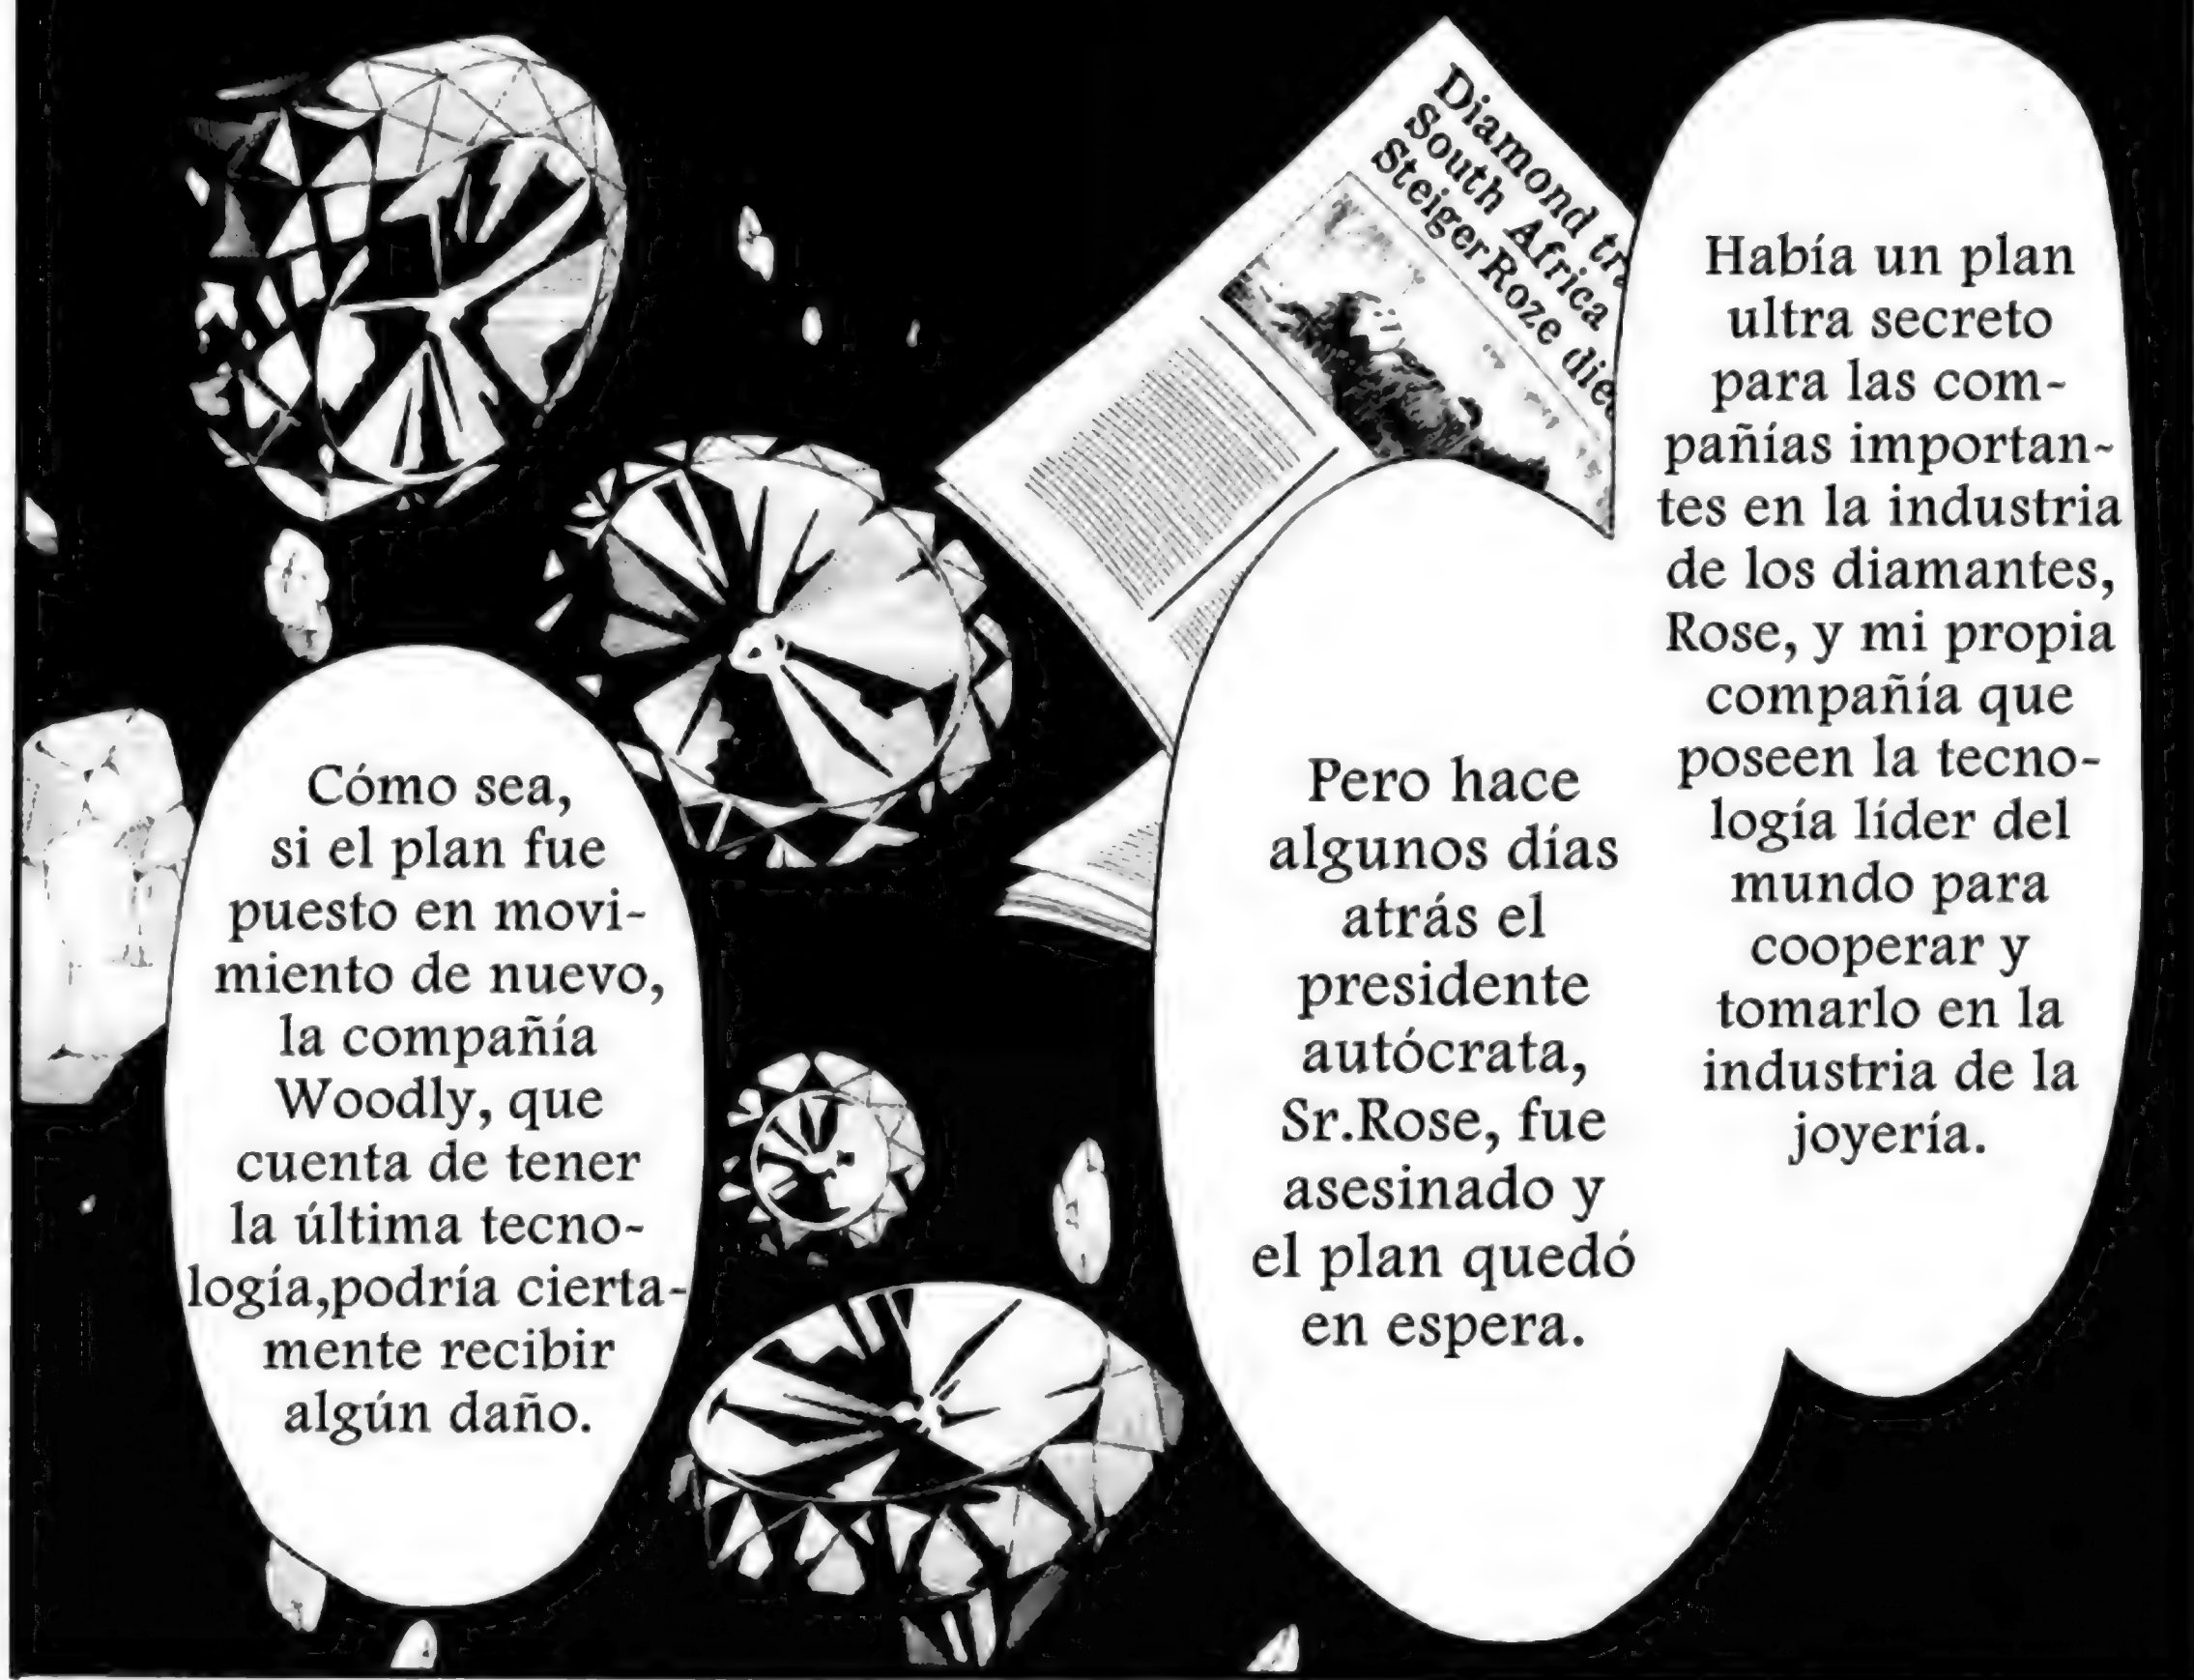 Diamond
South Africa
Steiger Roze
Había un plan
ultra secreto
para las com-
pañías importan-
tes en la industria
de los diamantes,
Rose, y mi propia
compañía que
poseen la tecno-
logía líder del
mundo para
cooperar y
tomarlo en la
industria de la
joyería.
Pero hace
algunos días
atrás el
presidente
autócrata,
Sr.Rose, fue
asesinado y
el plan quedó
en espera.
Cómo sea,
si el plan fue
puesto en movi-
miento de nuevo,
la compañía
Woodly, que
cuenta de tener
la última tecno-
logía,podría cierta-
mente recibir
algún daño.